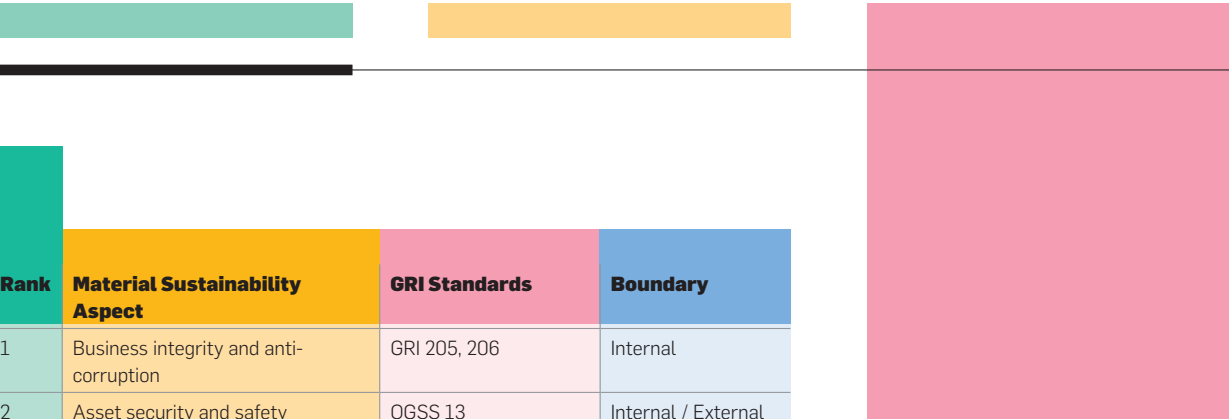 Rank Material Sustainability Aspect GRI Standards Boundary
1 Business integrity and anti-corruption GRI 205, 206 Internal
2 Asset security and safety OGSS 13 Internal / External